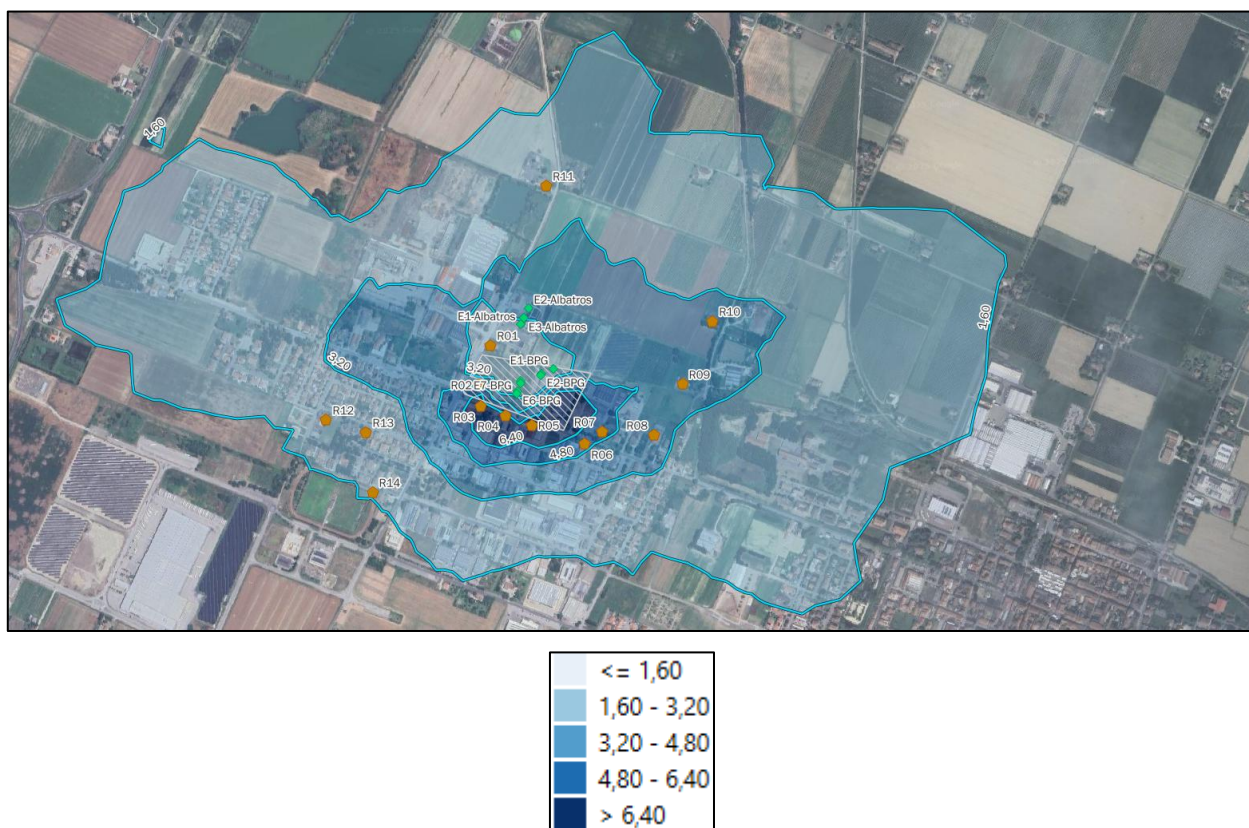 1,60
R11
E2-Albatros
E1-Albatros
E3-Albatros
R10
1,60
R01
3,20
3,20
E1-BPG
R02
E7-BPG
E2-BPG
R09
E6-BPG
R03
R04
R12
R13
R05
R07
R08
6,40
4,80
R06
R14
<= 1,60
1,60 - 3,20
3,20 - 4,80
4,80 - 6,40
> 6,40